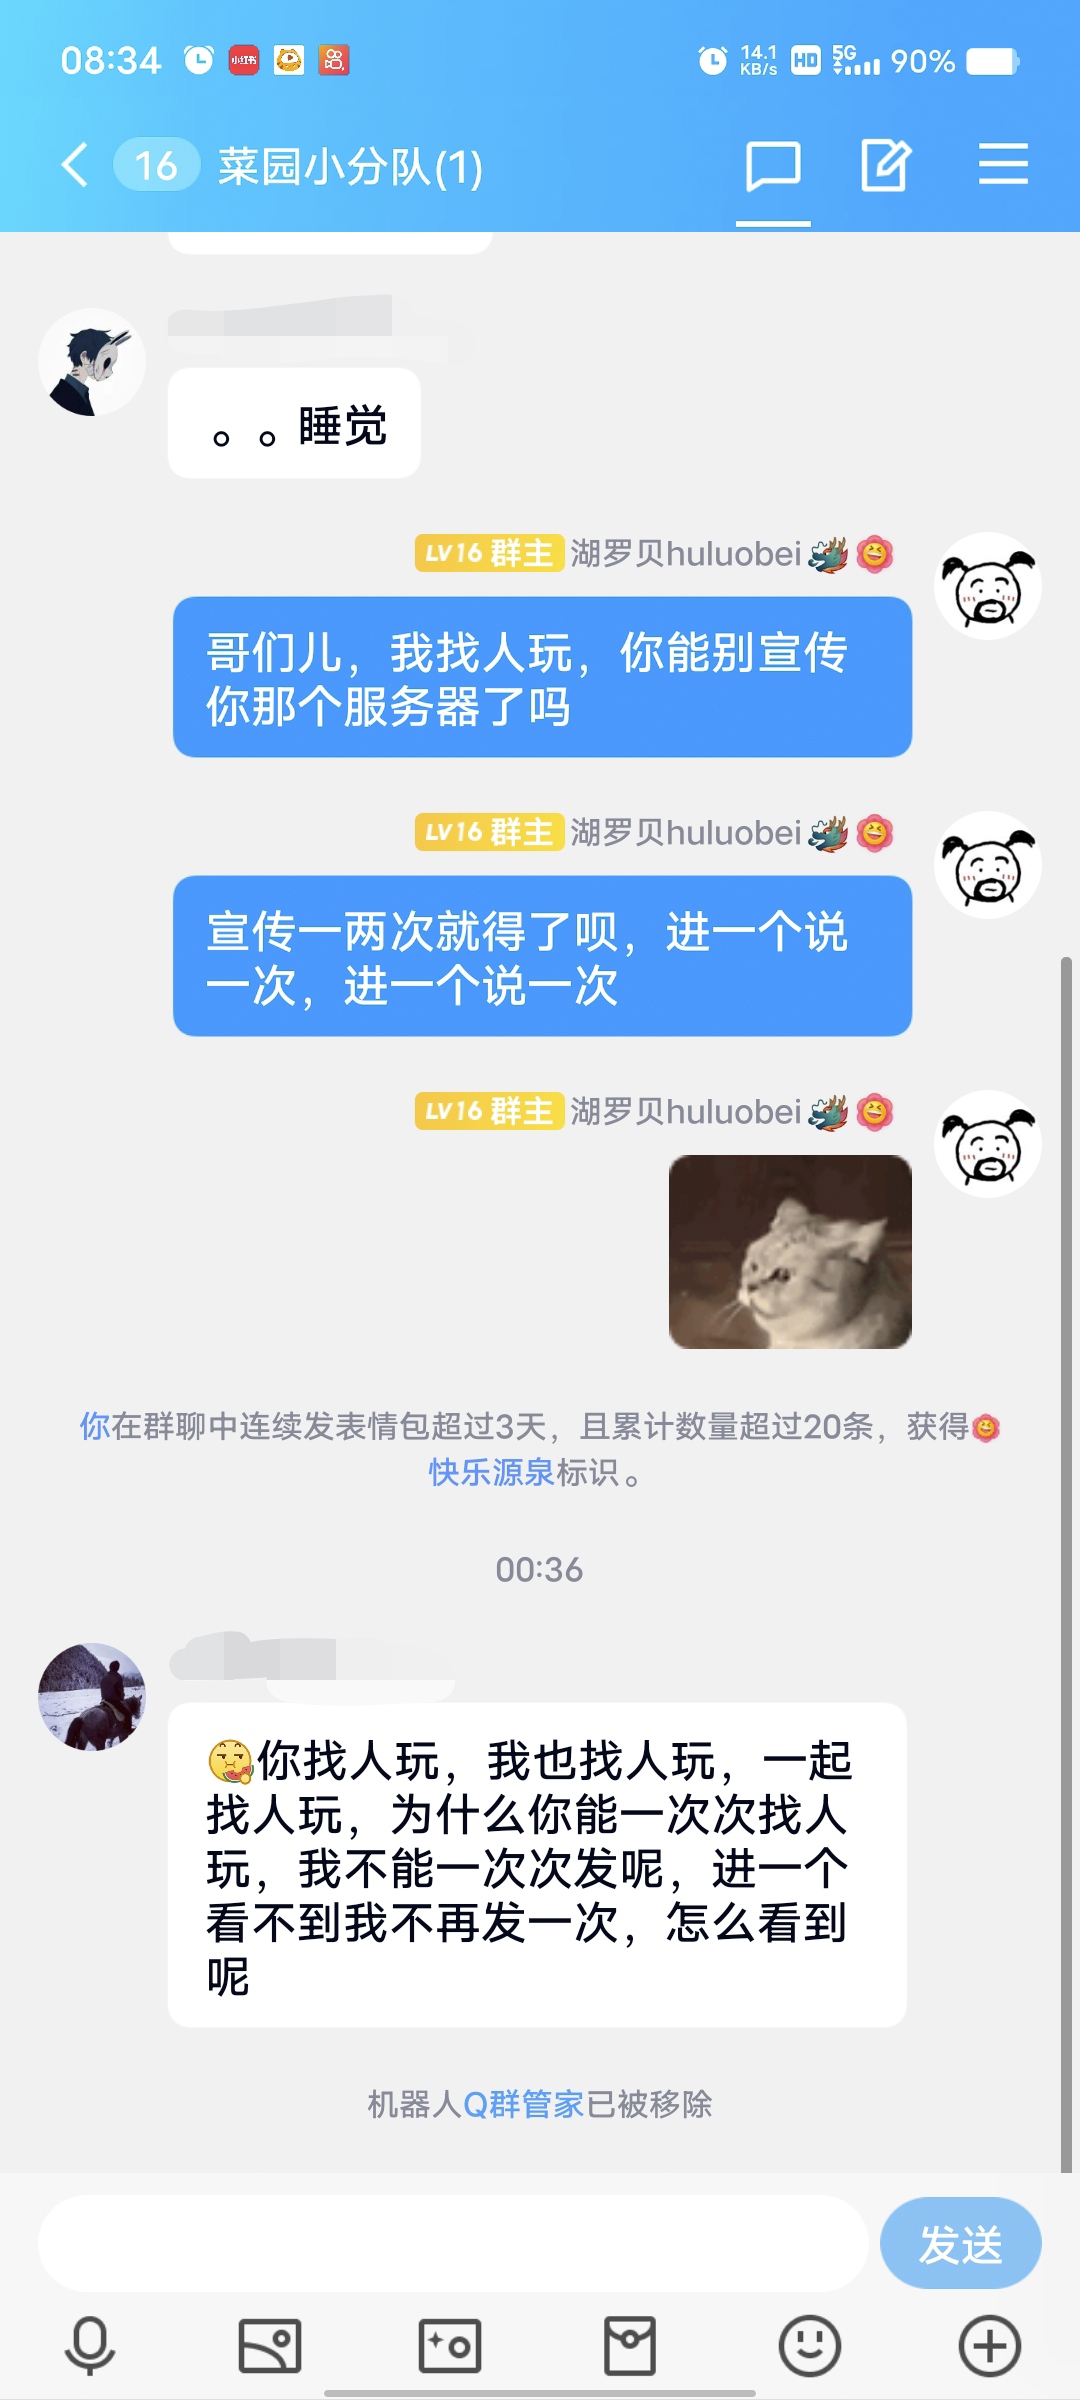 08:34
小红书
14.1
KB/s
HD
5G
90%
16
菜园小分队(1)
。。睡觉
LV16 群主 湖罗贝huluobei
哥们儿，我找人玩，你能别宣传
你那个服务器了吗
LV16 群主 湖罗贝huluobei
宣传一两次就得了呗，进一个说
一次，进一个说一次
LV16 群主 湖罗贝huluobei
你在群聊中连续发表情包超过3天，且累计数量超过20条，获得
快乐源泉标识。
00:36
你找人玩，我也找人玩，一起
找人玩，为什么你能一次次找人
玩，我不能一次次发呢，进一个
看不到我不再发一次，怎么看到
呢
机器人Q群管家已被移除
发送